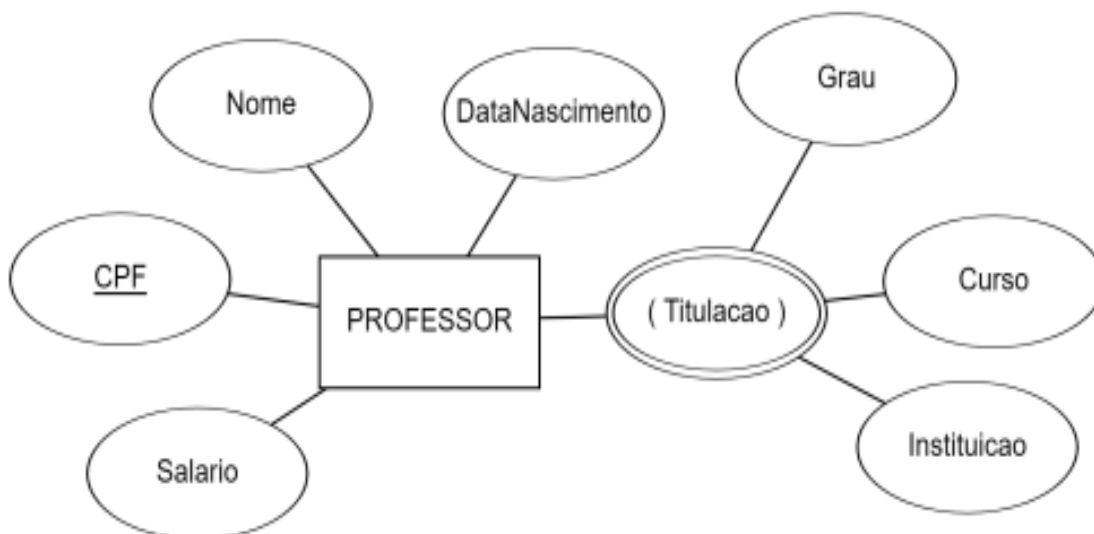 Nome
DataNascimento
Grau
CPF
PROFESSOR
( Titulacao )
Curso
Salario
Instituicao